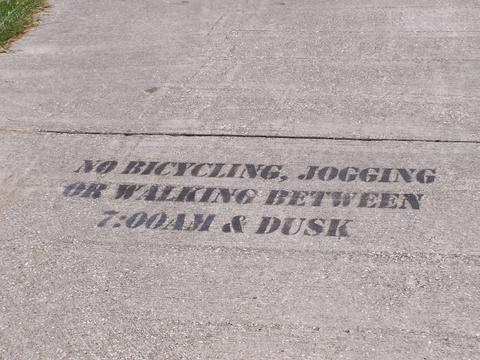 NO BICYCLING, JOGGING
OR WALKING BETWEEN
7:00AM & DUSK